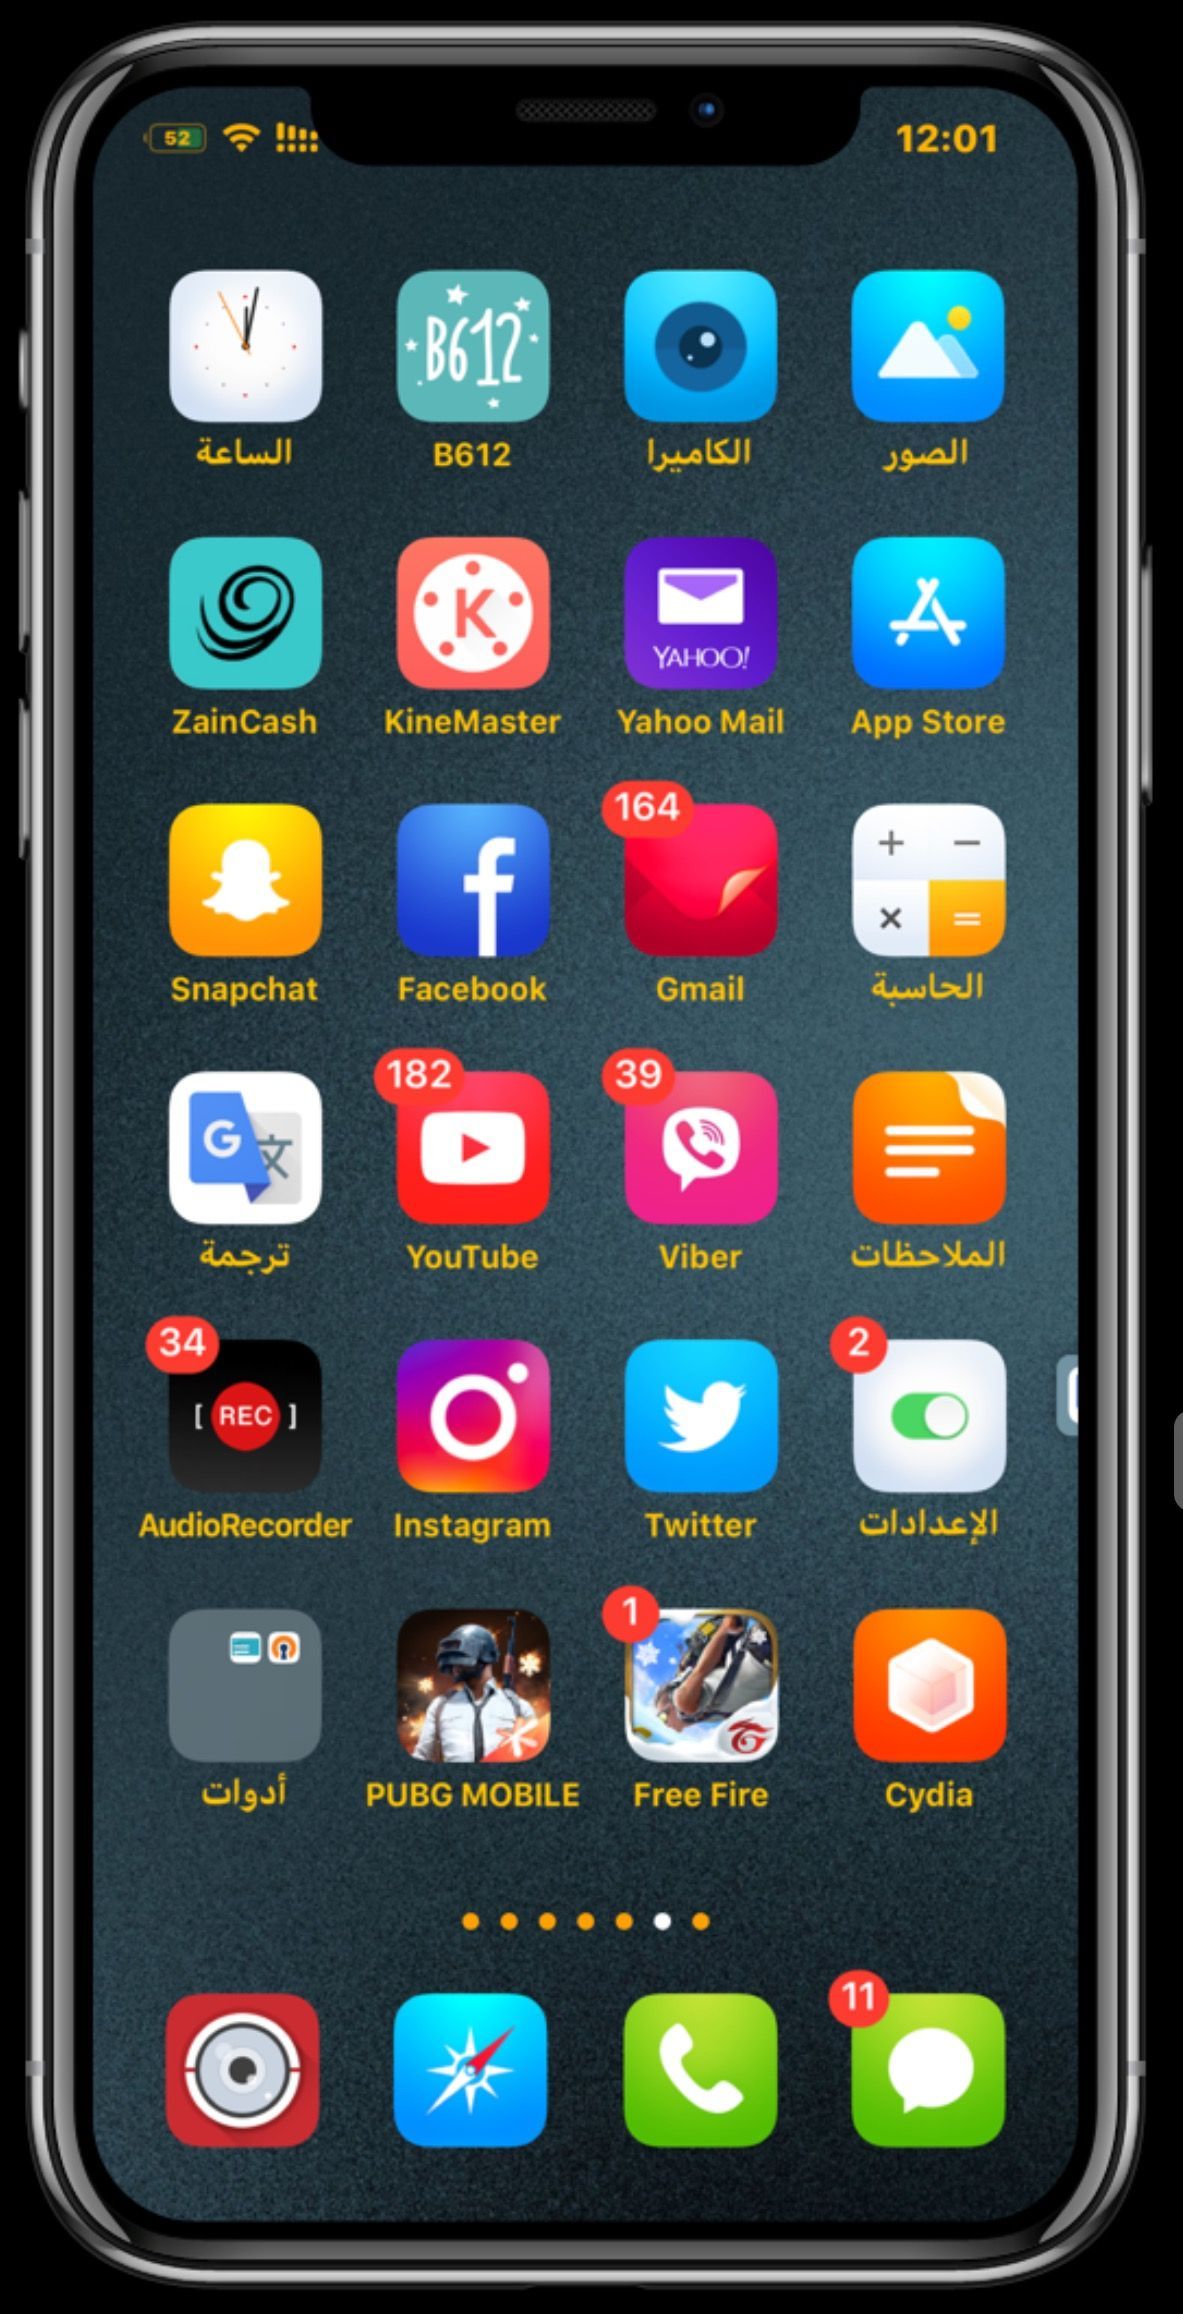 52
12:01
الساعة
B612
B612
الكاميرا
الصور
ZainCash
K
KineMaster
YAHOO!
Yahoo Mail
App Store
Snapchat
f
Facebook
164
Gmail
+ − × =
الحاسبة
G 文
ترجمة
182
YouTube
39
Viber
الملاحظات
34
[ REC ]
AudioRecorder
Instagram
Twitter
2
الإعدادات
أدوات
PUBG MOBILE
1
Free Fire
Cydia
11